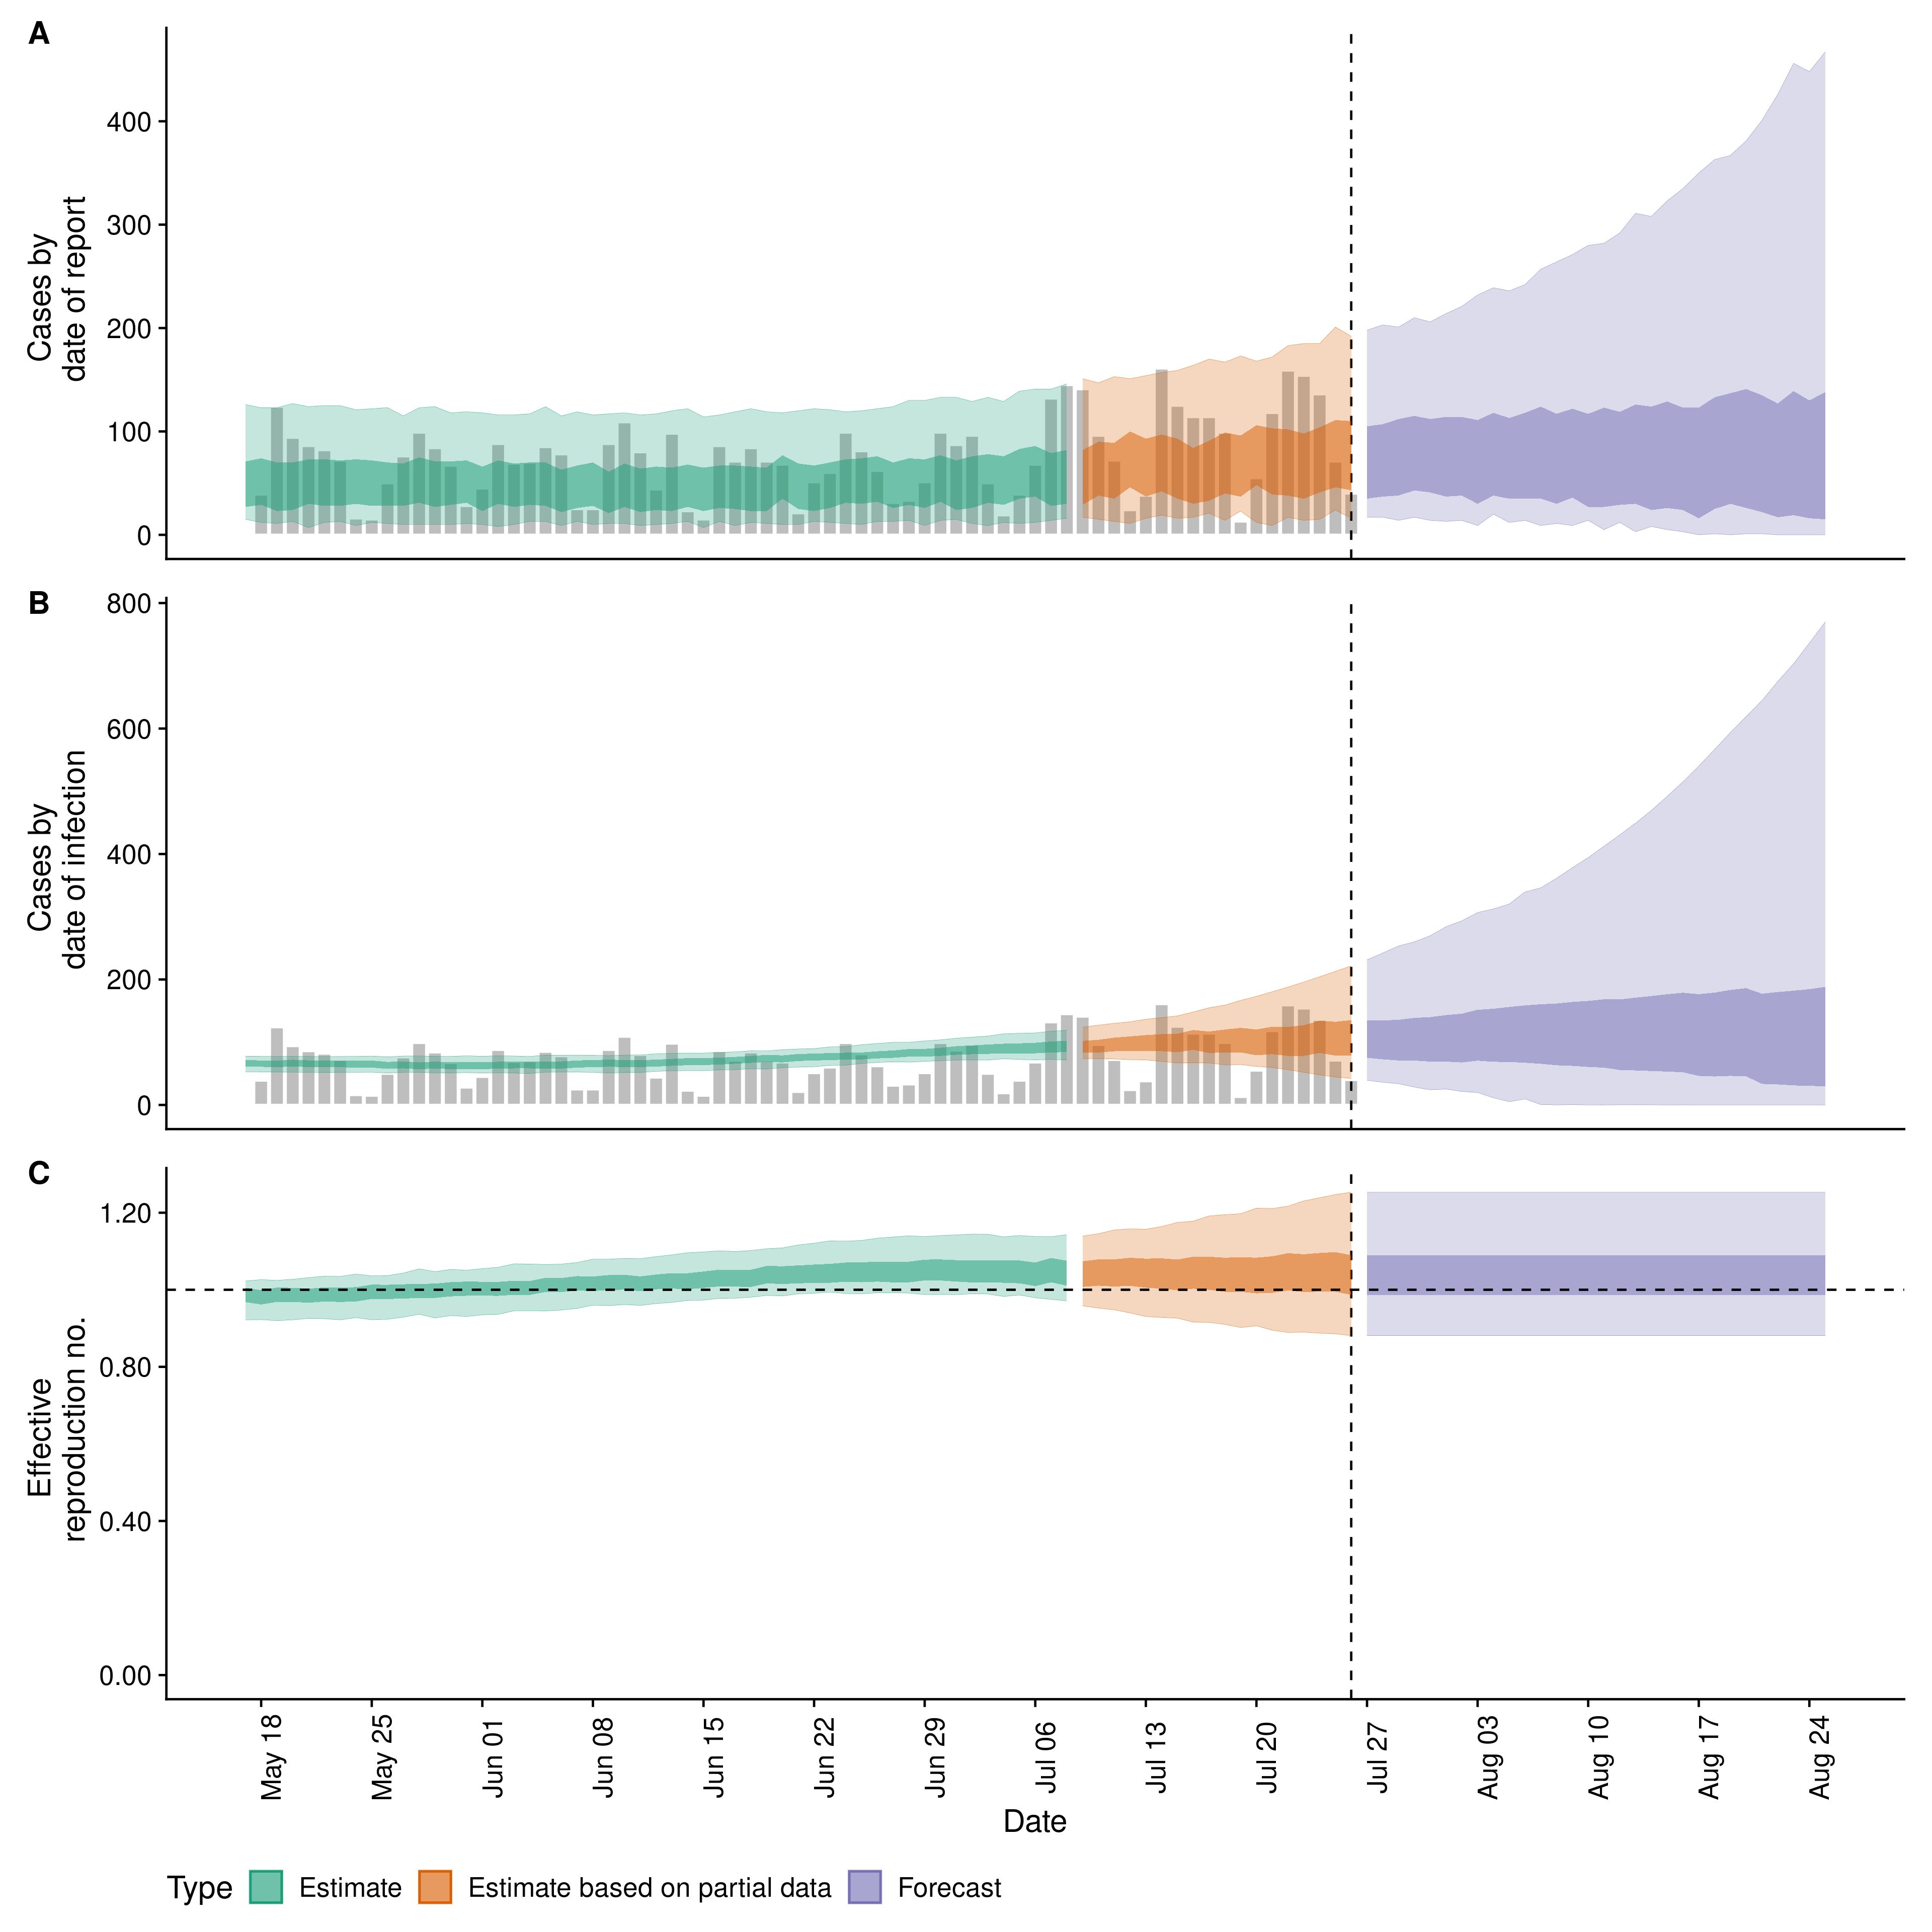 A
Cases by
date of report
400
300
200
100
0
B
Cases by
date of infection
800
600
400
200
0
C
Effective
reproduction no.
1.20
0.80
0.40
0.00
May 18
May 25
Jun 01
Jun 08
Jun 15
Jun 22
Jun 29
Jul 06
Jul 13
Jul 20
Jul 27
Aug 03
Aug 10
Aug 17
Aug 24
Date
Type Estimate Estimate based on partial data Forecast